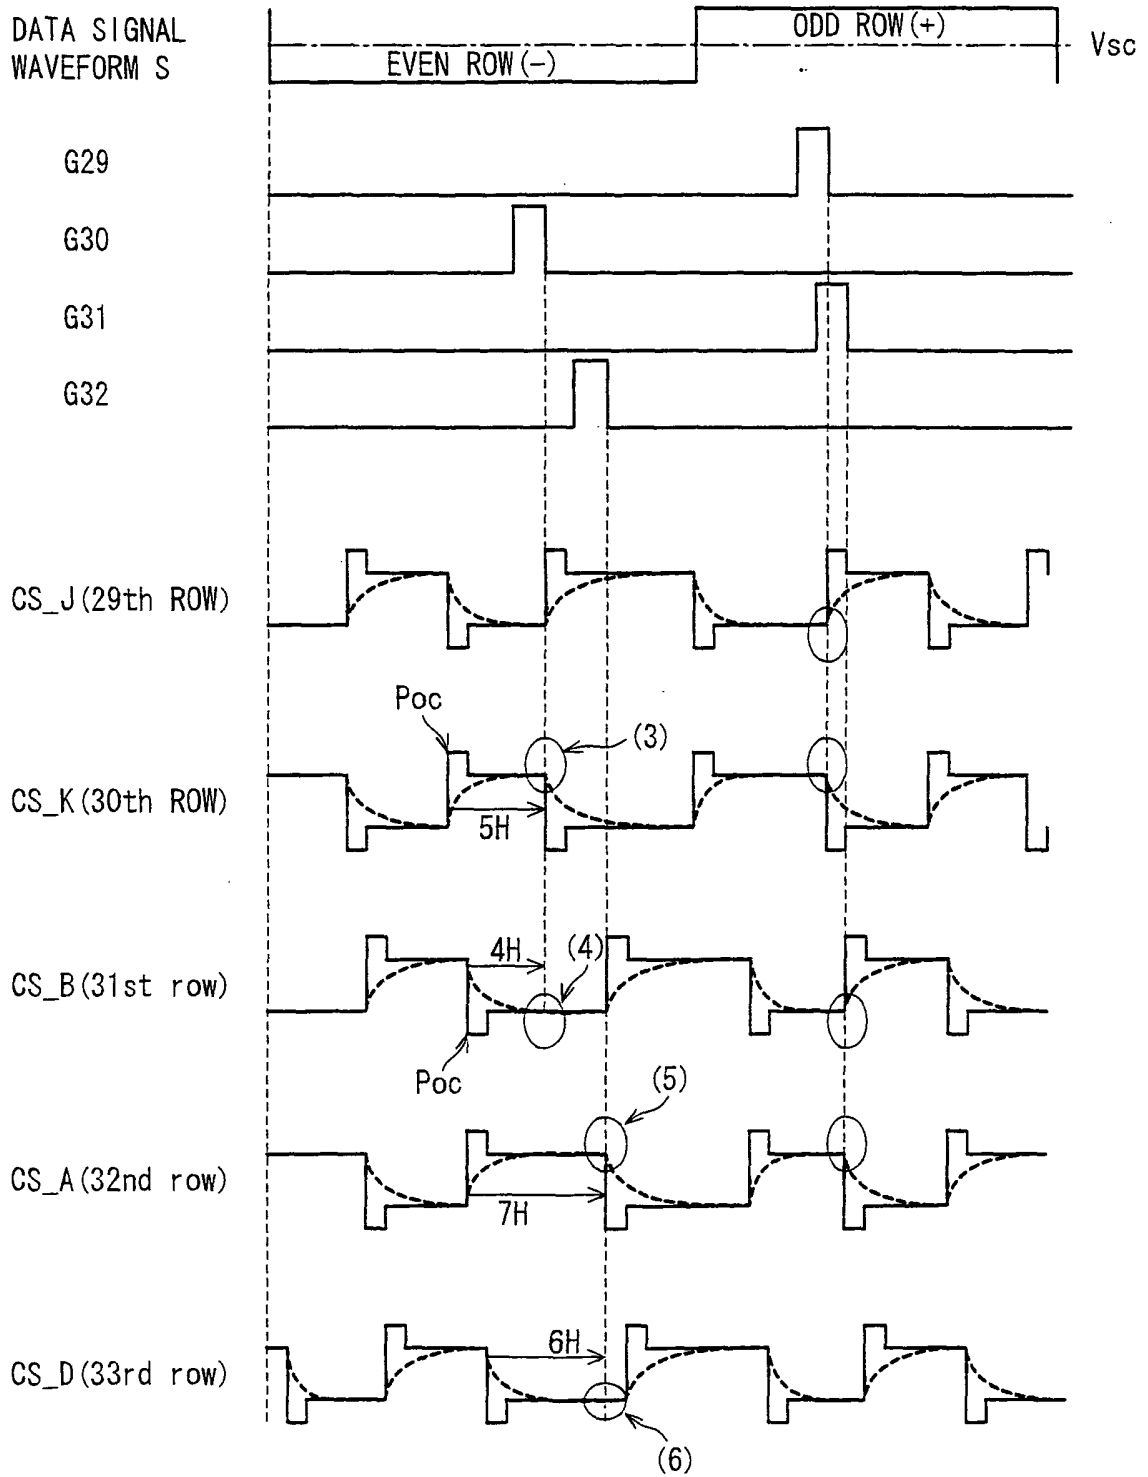 DATA SIGNAL
WAVEFORM S
ODD ROW(+)
EVEN ROW(-)
Vsc
G29
G30
G31
G32
CS_J(29th ROW)
Poc
(3)
CS_K(30th ROW)
5H
4H
(4)
CS_B(31st row)
Poc
(5)
CS_A(32nd row)
7H
6H
CS_D(33rd row)
(6)